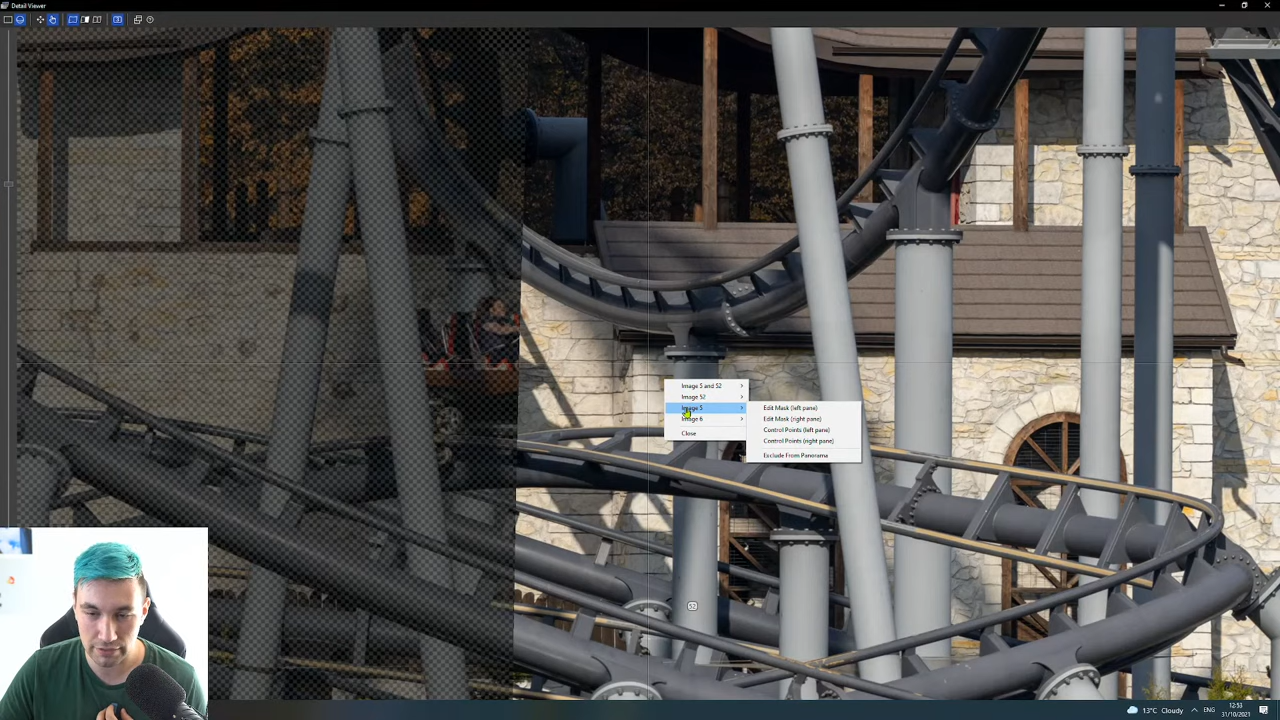 Detail Viewer
Image 5 and 52
Image 52
Image 5
Image 6
Close
Edit Mask (left pane)
Edit Mask (right pane)
Control Points (left pane)
Control Points (right pane)
Exclude From Panorama
52
13°C Cloudy
ENG
12:53
31/10/2021